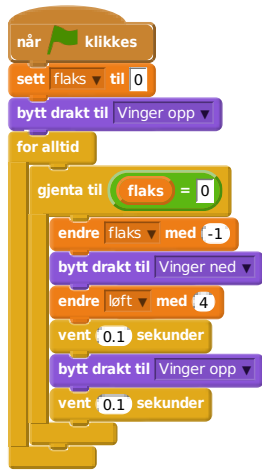 når klikkes
sett flaks til 0
bytt drakt til Vinger opp
for alltid
gjenta til flaks = 0
endre flaks med -1
bytt drakt til Vinger ned
endre løft med 4
vent 0.1 sekunder
bytt drakt til Vinger opp
vent 0.1 sekunder